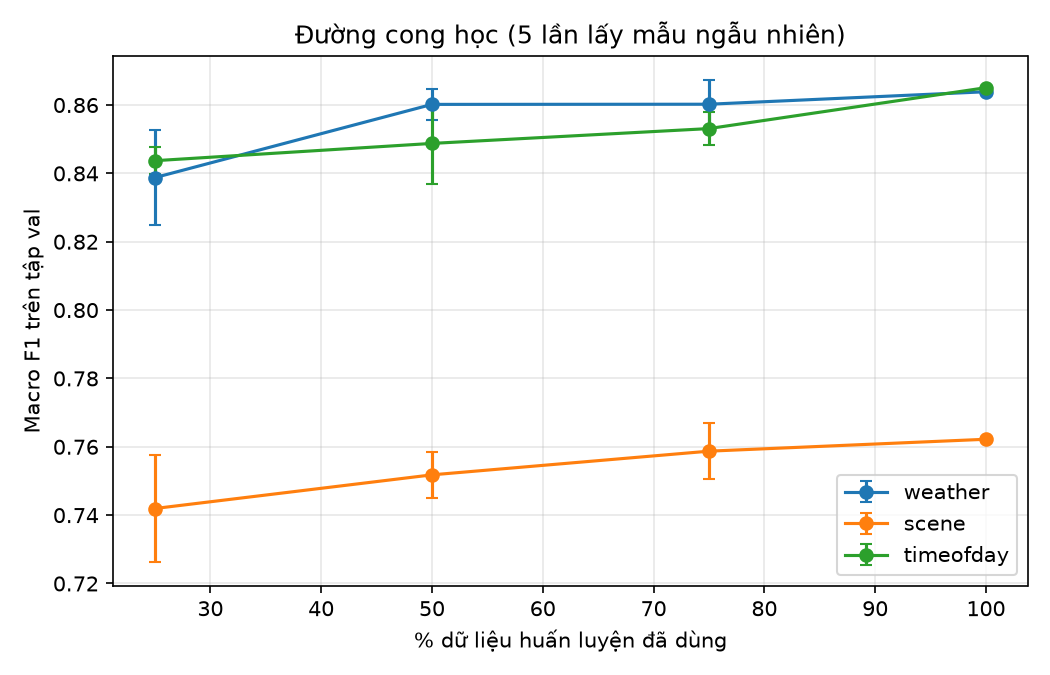 Đường cong học (5 lần lấy mẫu ngẫu nhiên)
Macro F1 trên tập val
0.86
0.84
0.82
0.80
0.78
0.76
0.74
0.72
weather
scene
timeofday
30 40 50 60 70 80 90 100
% dữ liệu huấn luyện đã dùng